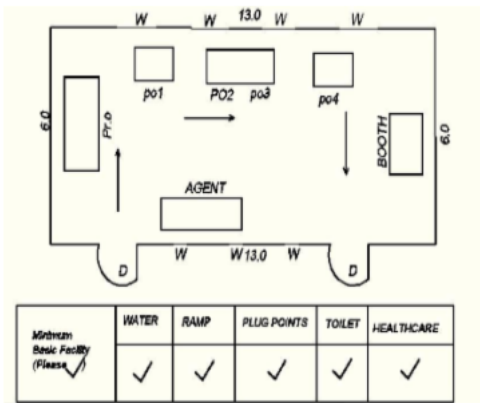 W W 13.0 W W
po1 PO2 po3 po4
6.0 Pr.o BOOTH 6.0
AGENT
W W 13.0 W
D D
Minimum Basic Facility (Please ✓)
WATER RAMP PLUG POINTS TOILET HEALTHCARE
✓ ✓ ✓ ✓ ✓